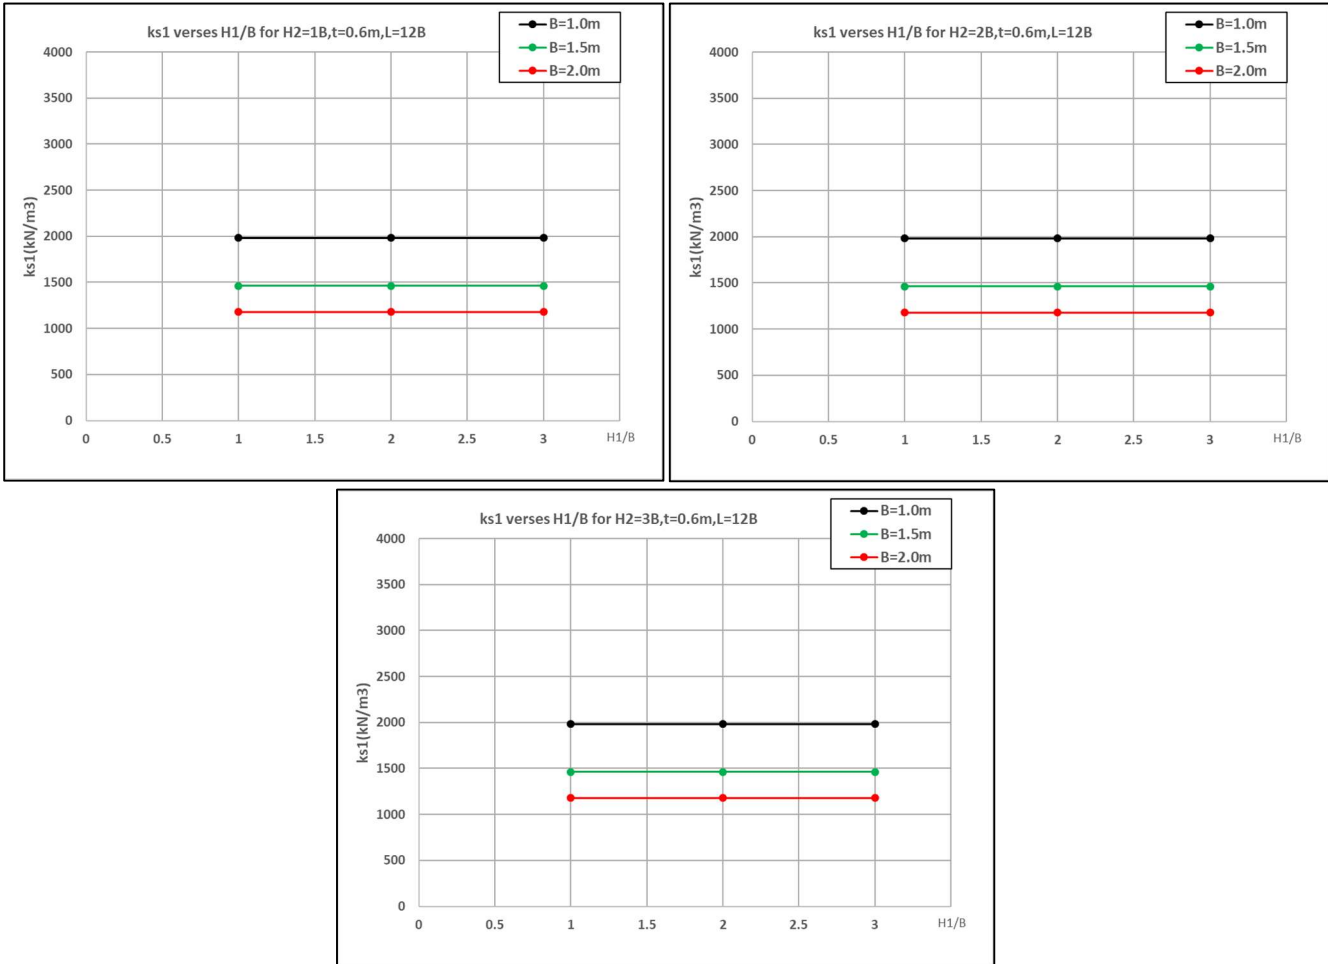 ks1 verses H1/B for H2=1B,t=0.6m,L=12B
B=1.0m
B=1.5m
B=2.0m
4000
3500
3000
2500
2000
1500
1000
500
0
ks1(kN/m3)
0
0.5
1
1.5
2
2.5
3
H1/B
ks1 verses H1/B for H2=2B,t=0.6m,L=12B
B=1.0m
B=1.5m
B=2.0m
4000
3500
3000
2500
2000
1500
1000
500
0
ks1(kN/m3)
0
0.5
1
1.5
2
2.5
3
H1/B
ks1 verses H1/B for H2=3B,t=0.6m,L=12B
B=1.0m
B=1.5m
B=2.0m
4000
3500
3000
2500
2000
1500
1000
500
0
ks1(kN/m3)
0
0.5
1
1.5
2
2.5
3
H1/B